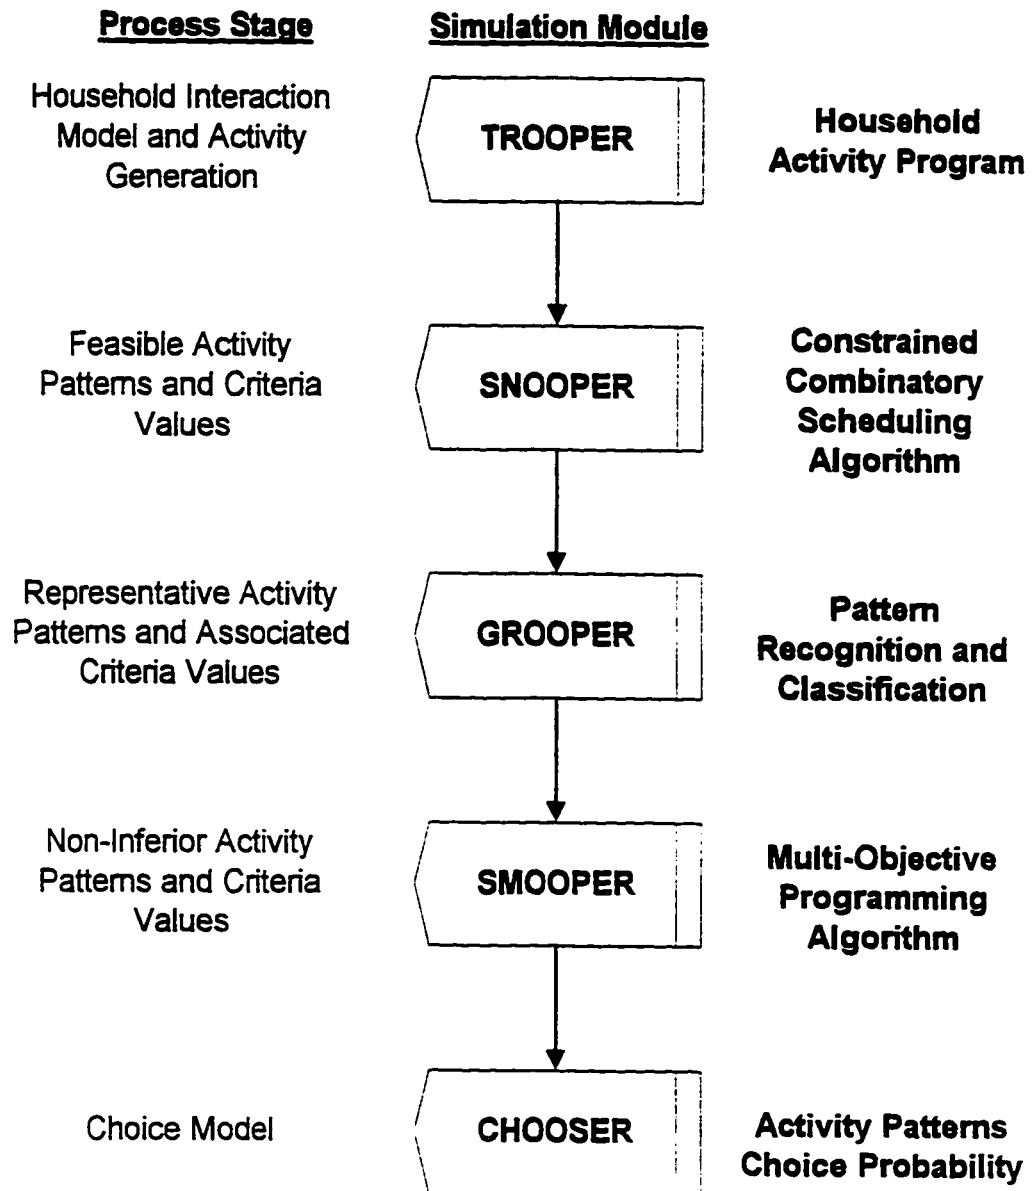 Process Stage
Simulation Module
Household Interaction
Model and Activity
Generation
TROOPER
Household
Activity Program
Feasible Activity
Patterns and Criteria
Values
SNOOPER
Constrained
Combinatory
Scheduling
Algorithm
Representative Activity
Patterns and Associated
Criteria Values
GROOPER
Pattern
Recognition and
Classification
Non-Inferior Activity
Patterns and Criteria
Values
SMOOPER
Multi-Objective
Programming
Algorithm
Choice Model
CHOOSER
Activity Patterns
Choice Probability